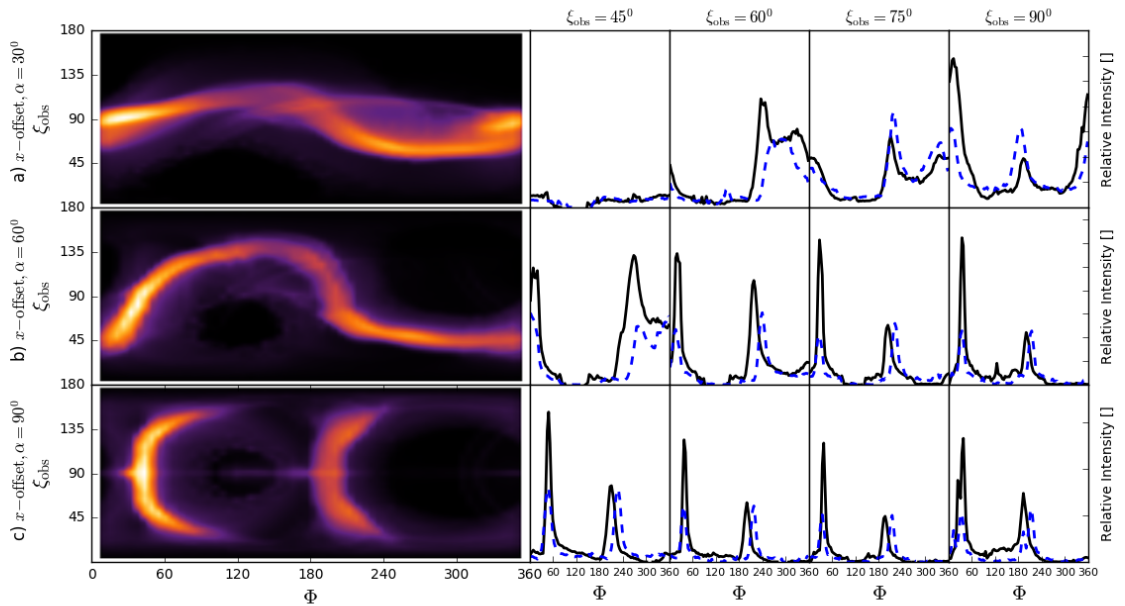 ξobs = 45⁰ ξobs = 60⁰ ξobs = 75⁰ ξobs = 90⁰
a) x−offset, α = 30⁰
ξobs
180
135
90
45
Relative Intensity []
b) x−offset, α = 60⁰
ξobs
180
135
90
45
Relative Intensity []
c) x−offset, α = 90⁰
ξobs
180
135
90
45
Relative Intensity []
0 60 120 180 240 300 360 60 120 180 240 300 360 60 120 180 240 300 360 60 120 180 240 300 360 60 120 180 240 300 360
Φ Φ Φ Φ Φ